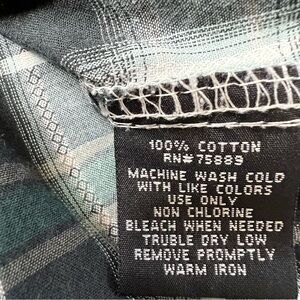 100% COTTON
RN#75889
MACHINE WASH COLD
WITH LIKE COLORS
USE ONLY
NON CHLORINE
BLEACH WHEN NEEDED
TRUBLE DRY LOW
REMOVE PROMPTLY
WARM IRON